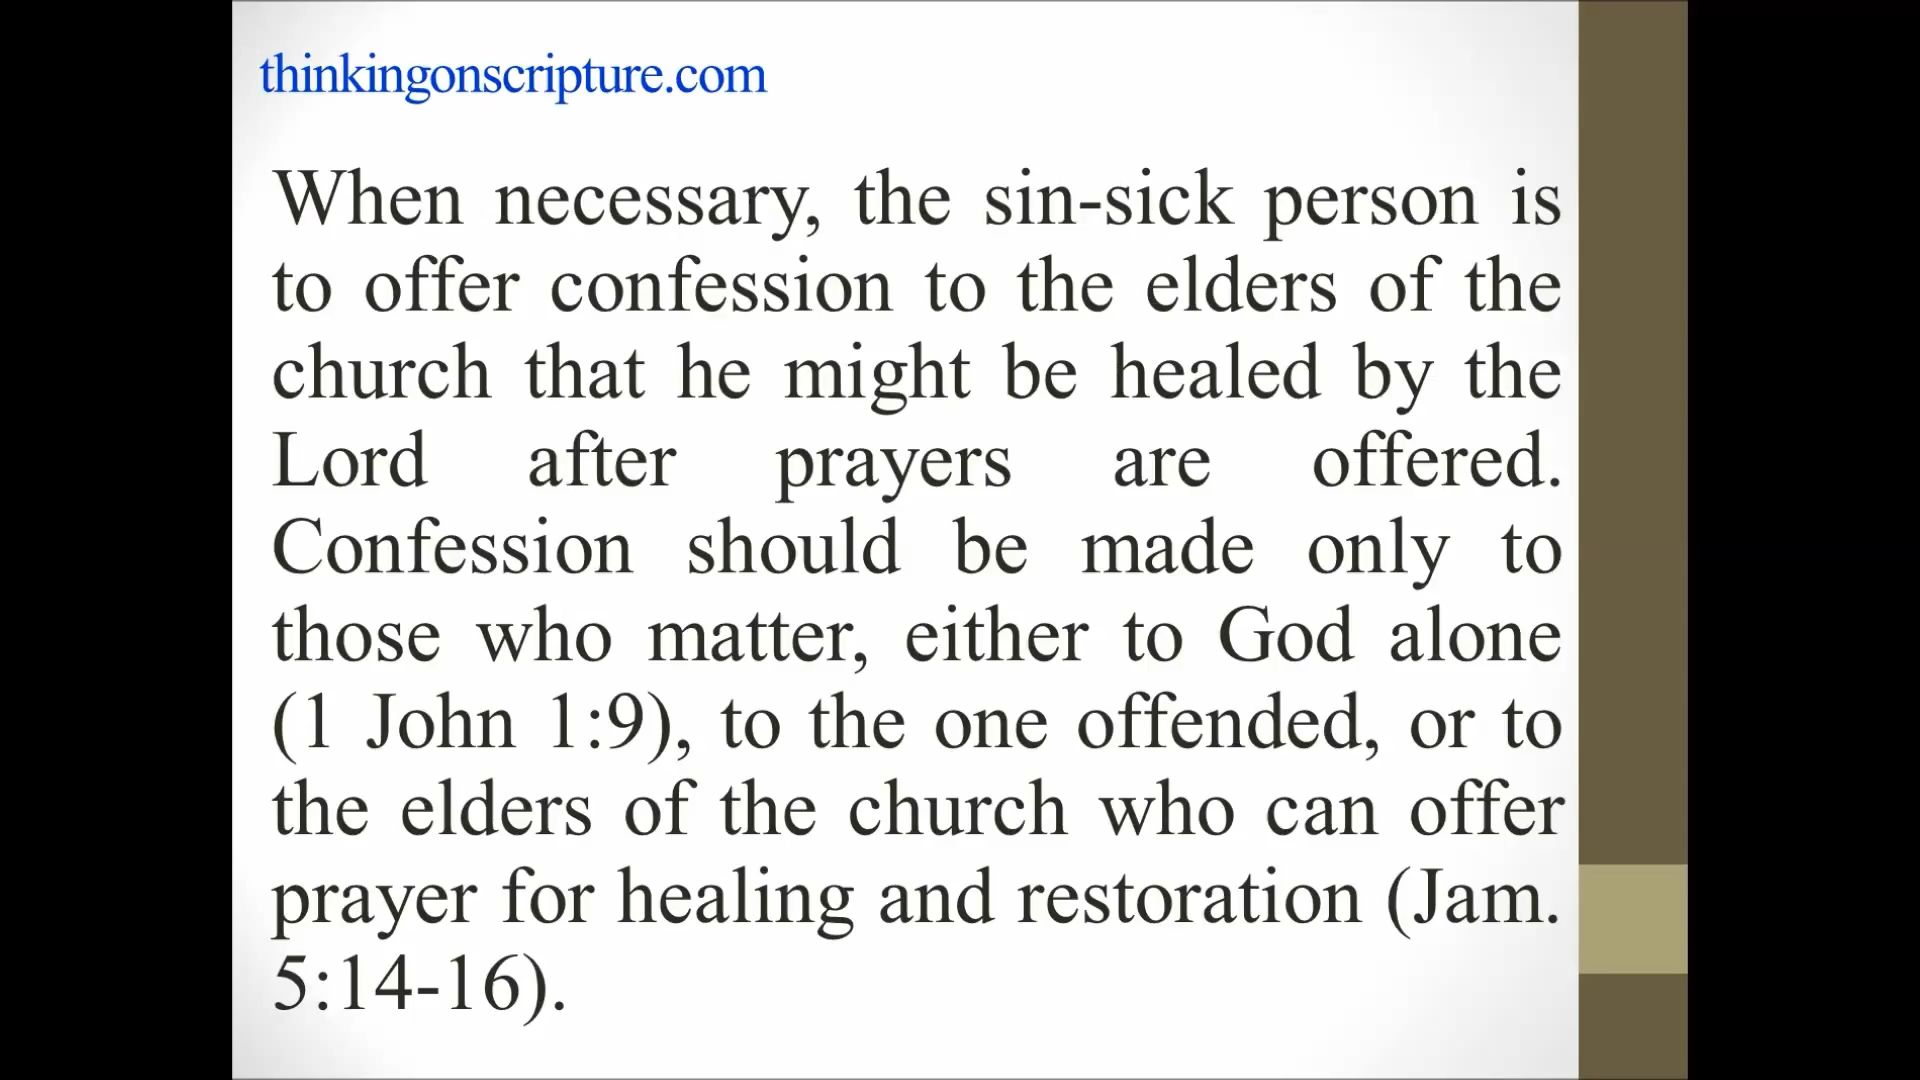 thinkingonscripture.com
When necessary, the sin-sick person is
to offer confession to the elders of the
church that he might be healed by the
Lord after prayers are offered.
Confession should be made only to
those who matter, either to God alone
(1 John 1:9), to the one offended, or to
the elders of the church who can offer
prayer for healing and restoration (Jam.
5:14-16).